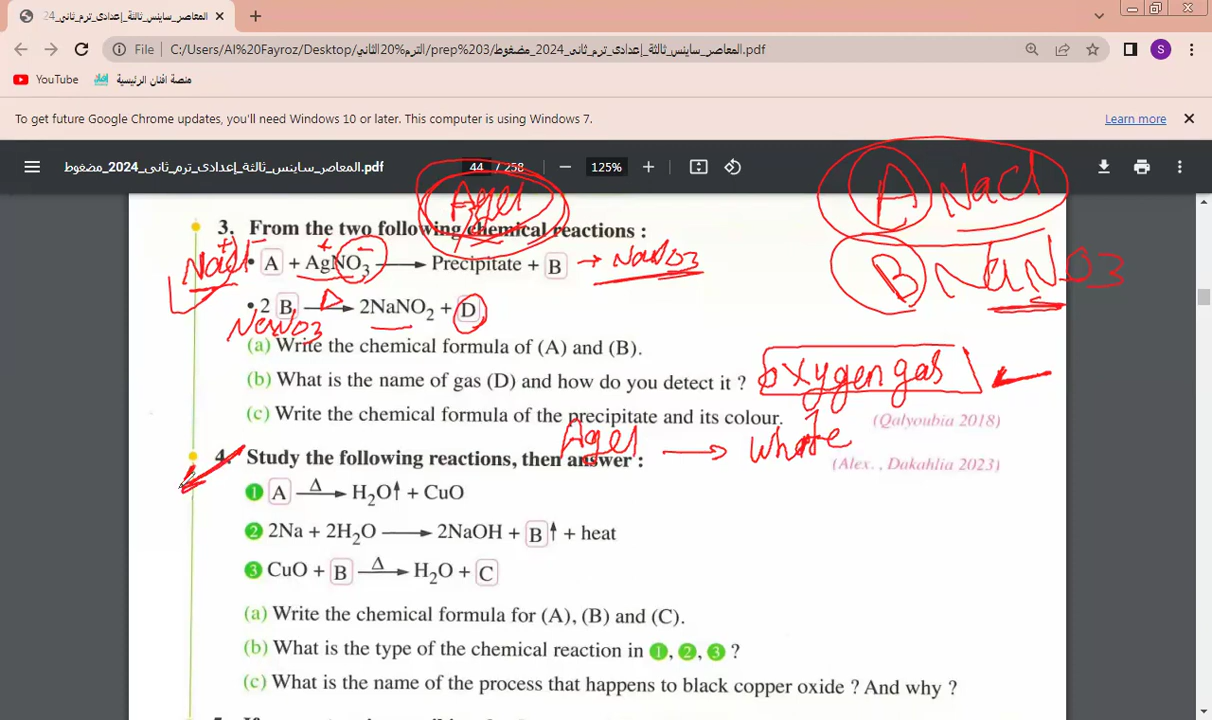 المعاصر_ساينس_ثالثة_إعدادى_ترم_ثانى_24
File C:/Users/Al%20Fayroz/Desktop/الترم%20الثاني/prep%203/المعاصر_ساينس_ثالثة_إعدادى_ترم_ثانى_2024_مضغوط.pdf
S
YouTube منصة افنان الرئيسية
To get future Google Chrome updates, you'll need Windows 10 or later. This computer is using Windows 7. Learn more
المعاصر_ساينس_ثالثة_إعدادى_ترم_ثانى_2024_مضغوط.pdf 44 / 258 125%
Agcl A NaCl
3. From the two following chemical reactions :
Nacl • A + AgNO3 → Precipitate + B → NaNO3 B NaNO3
• 2 B Δ→ 2NaNO2 + D
NaNO3
(a) Write the chemical formula of (A) and (B).
(b) What is the name of gas (D) and how do you detect it ? oxygen gas
(c) Write the chemical formula of the precipitate and its colour. (Qalyoubia 2018)
Agcl → white
4. Study the following reactions, then answer : (Alex. , Dakahlia 2023)
1 A Δ→ H2O↑ + CuO
2 2Na + 2H2O → 2NaOH + B↑ + heat
3 CuO + B Δ→ H2O + C
(a) Write the chemical formula for (A), (B) and (C).
(b) What is the type of the chemical reaction in 1, 2, 3 ?
(c) What is the name of the process that happens to black copper oxide ? And why ?